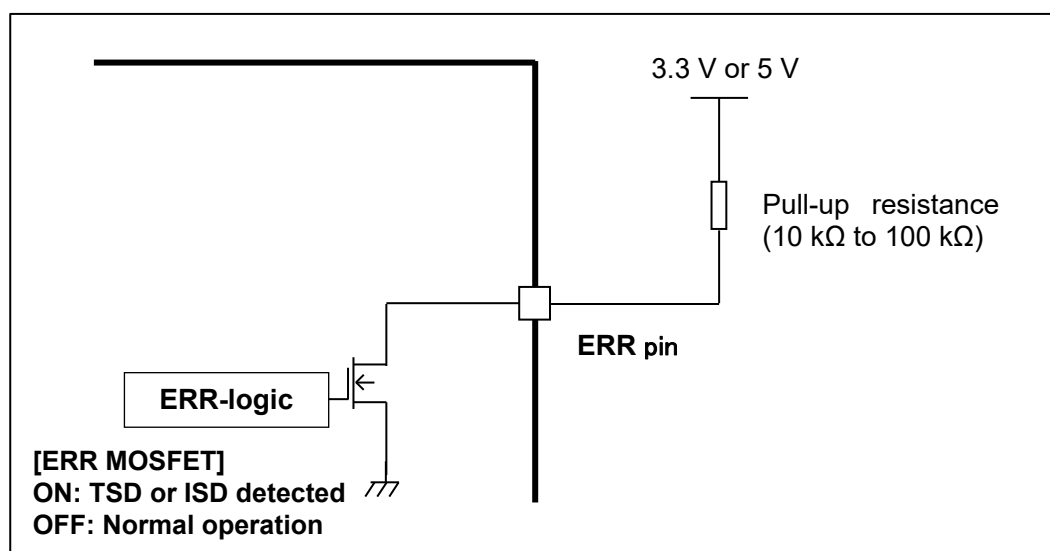 3.3 V or 5 V
Pull-up resistance
(10 kΩ to 100 kΩ)
ERR pin
ERR-logic
[ERR MOSFET]
ON: TSD or ISD detected
OFF: Normal operation